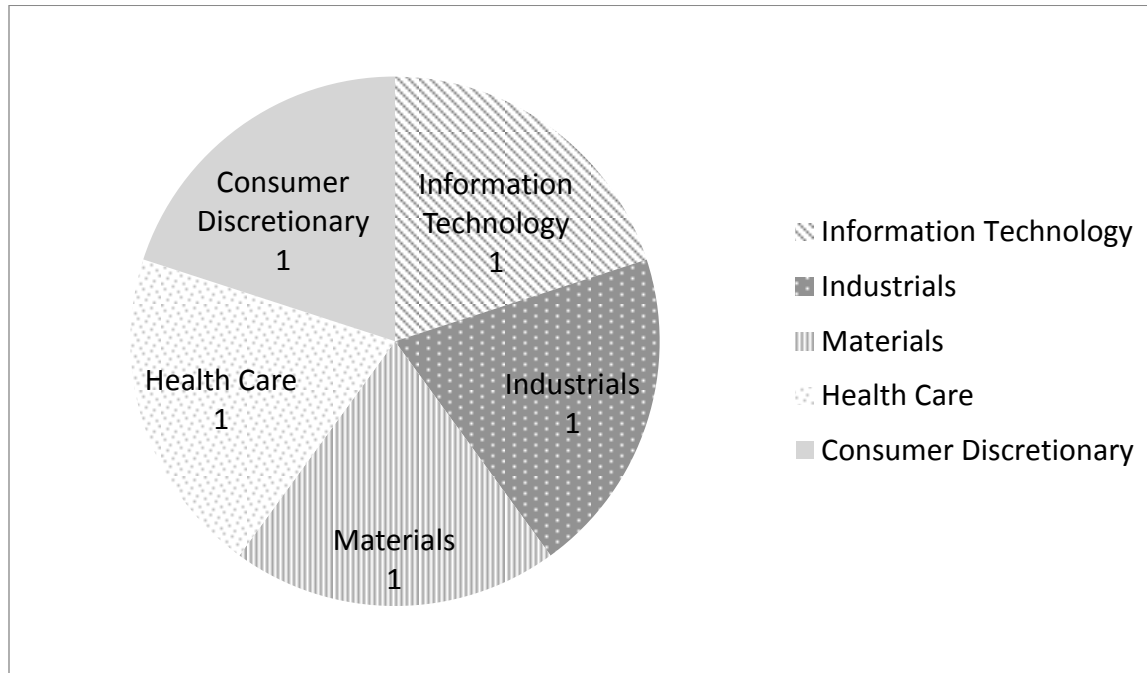 Consumer
Discretionary
1
Information
Technology
1
Health Care
1
Industrials
1
Materials
1
Information Technology
Industrials
Materials
Health Care
Consumer Discretionary